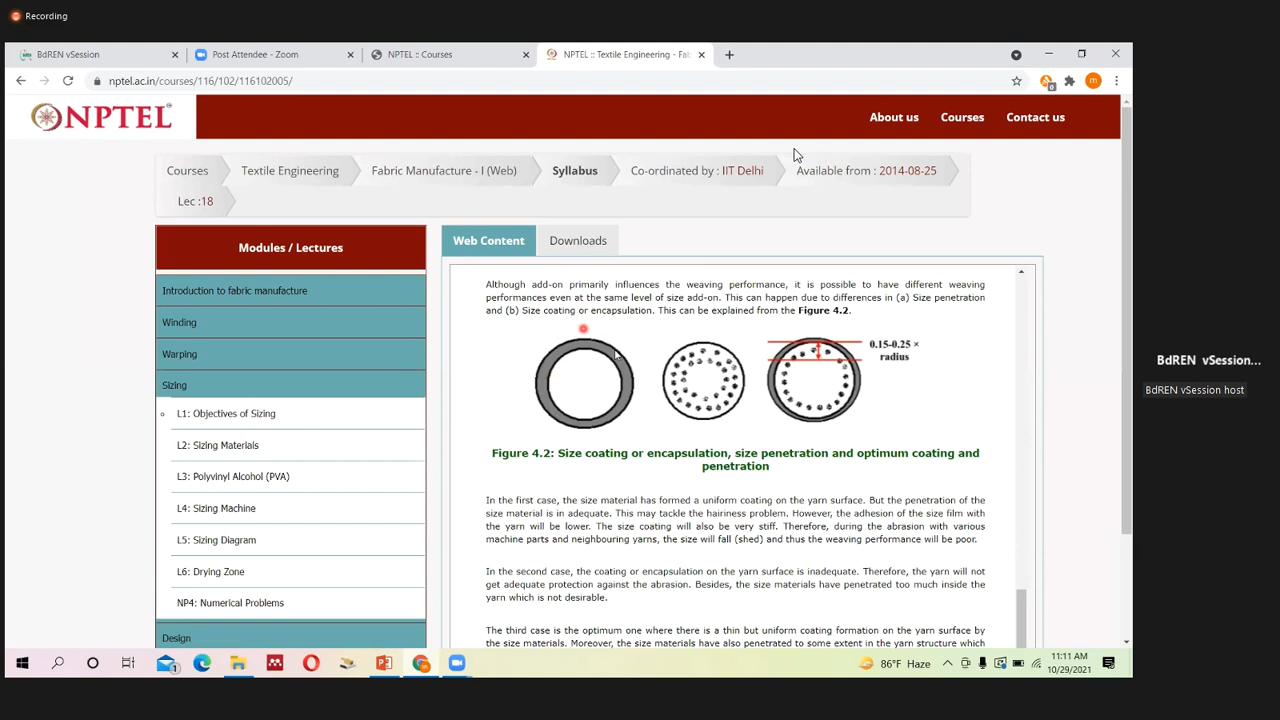 Recording
BdREN vSession
Post Attendee - Zoom
NPTEL :: Courses
NPTEL :: Textile Engineering - Fab
nptel.ac.in/courses/116/102/116102005/
NPTEL
About us
Courses
Contact us
Courses
Textile Engineering
Fabric Manufacture - I (Web)
Syllabus
Co-ordinated by : IIT Delhi
Available from : 2014-08-25
Lec :18
Modules / Lectures
Introduction to fabric manufacture
Winding
Warping
Sizing
L1: Objectives of Sizing
L2: Sizing Materials
L3: Polyvinyl Alcohol (PVA)
L4: Sizing Machine
L5: Sizing Diagram
L6: Drying Zone
NP4: Numerical Problems
Design
Web Content
Downloads
Although add-on primarily influences the weaving performance, it is possible to have different weaving
performances even at the same level of size add-on. This can happen due to differences in (a) Size penetration
and (b) Size coating or encapsulation. This can be explained from the Figure 4.2.
0.15-0.25 ×
radius
Figure 4.2: Size coating or encapsulation, size penetration and optimum coating and
penetration
In the first case, the size material has formed a uniform coating on the yarn surface. But the penetration of the
size material is in adequate. This may tackle the hairiness problem. However, the adhesion of the size film with
the yarn will be lower. The size coating will also be very stiff. Therefore, during the abrasion with various
machine parts and neighbouring yarns, the size will fall (shed) and thus the weaving performance will be poor.
In the second case, the coating or encapsulation on the yarn surface is inadequate. Therefore, the yarn will not
get adequate protection against the abrasion. Besides, the size materials have penetrated too much inside the
yarn which is not desirable.
The third case is the optimum one where there is a thin but uniform coating formation on the yarn surface by
the size materials. Moreover, the size materials have also penetrated to some extent in the yarn structure which
BdREN vSession...
BdREN vSession host
86°F Haze
11:11 AM
10/29/2021